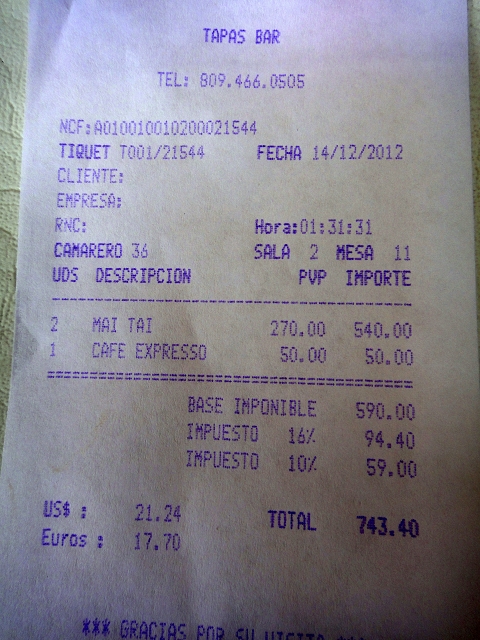 TAPAS BAR
TEL: 809.466.0505
NCF:A010010010200021544
TIQUET T001/21544 FECHA 14/12/2012
CLIENTE:
EMPRESA:
RNC: Hora:01:31:31
CAMARERO 36 SALA 2 MESA 11
UDS DESCRIPCION PVP IMPORTE
2 MAI TAI 270.00 540.00
1 CAFE EXPRESSO 50.00 50.00
BASE IMPONIBLE 590.00
IMPUESTO 16% 94.40
IMPUESTO 10% 59.00
US$ : 21.24 TOTAL 743.40
Euros : 17.70
*** GRACIAS POR SU VISITA ***